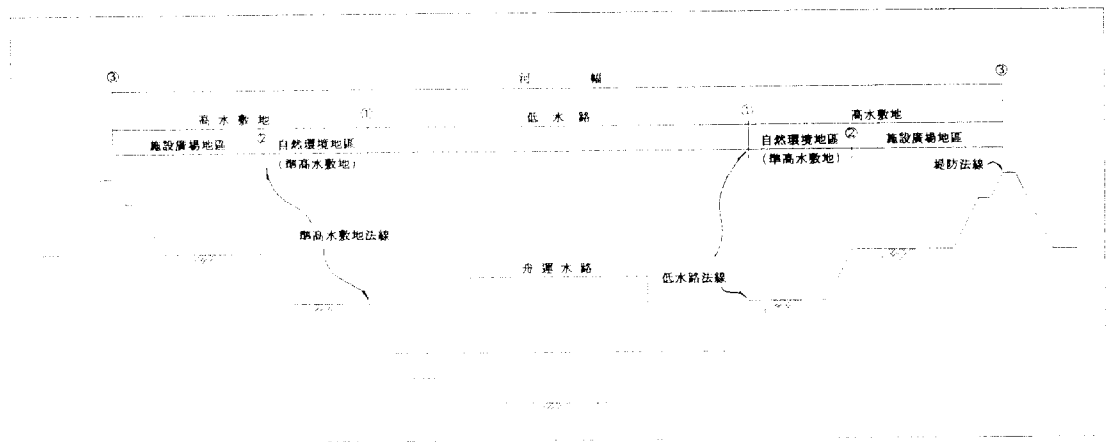 ③ 河幅 ③
① ①
高水敷地 低水路 高水敷地
② ②
施設廣場地區 自然環境地區 自然環境地區 施設廣場地區
(準高水敷地) (準高水敷地)
堤防法線
準高水敷地法線
舟運水路
低水路法線